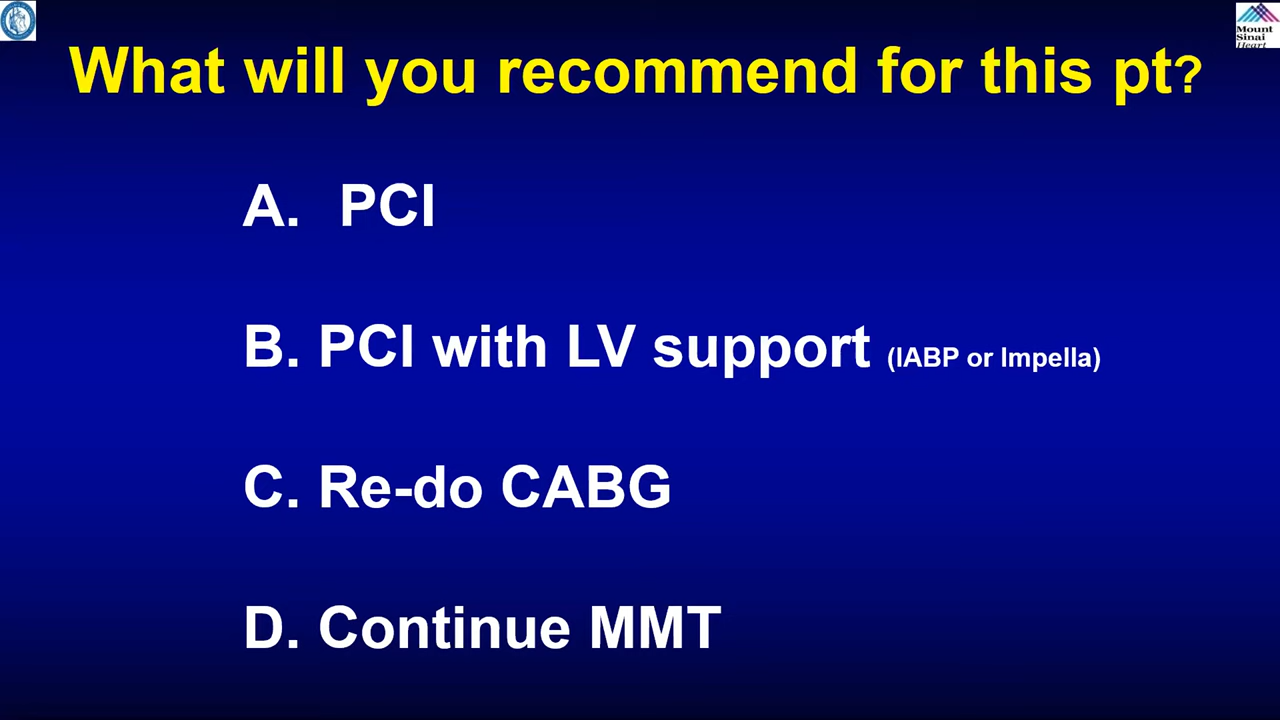 Mount
Sinai
Heart
What will you recommend for this pt?
A. PCI
B. PCI with LV support (IABP or Impella)
C. Re-do CABG
D. Continue MMT